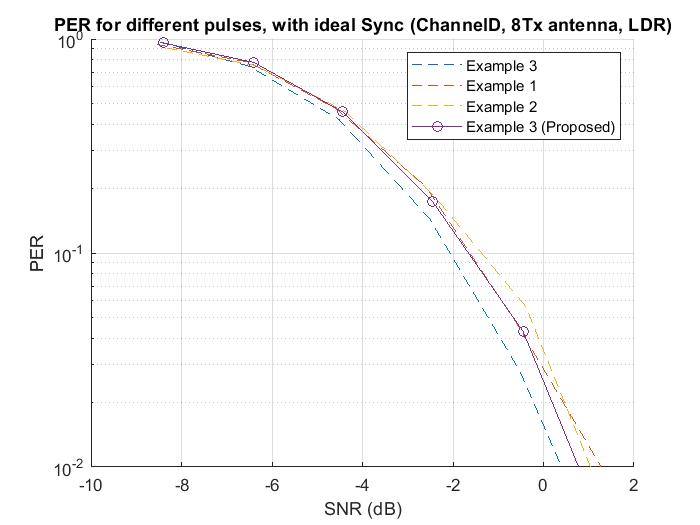 PER for different pulses, with ideal Sync (ChannelD, 8Tx antenna, LDR)
10^0
Example 3
Example 1
Example 2
Example 3 (Proposed)
PER
10^-1
10^-2
-10 -8 -6 -4 -2 0 2
SNR (dB)